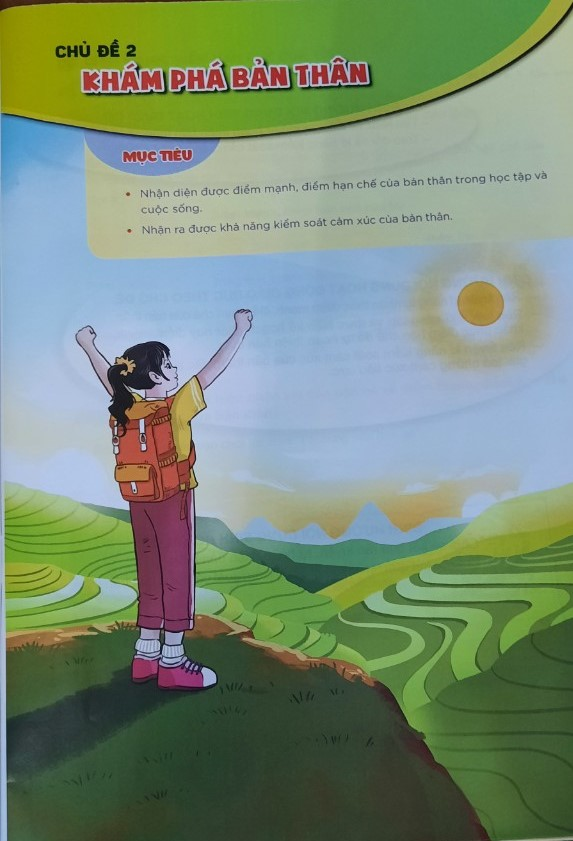 CHỦ ĐỀ 2
KHÁM PHÁ BẢN THÂN
MỤC TIÊU
• Nhận diện được điểm mạnh, điểm hạn chế của bản thân trong học tập và
cuộc sống.
• Nhận ra được khả năng kiểm soát cảm xúc của bản thân.